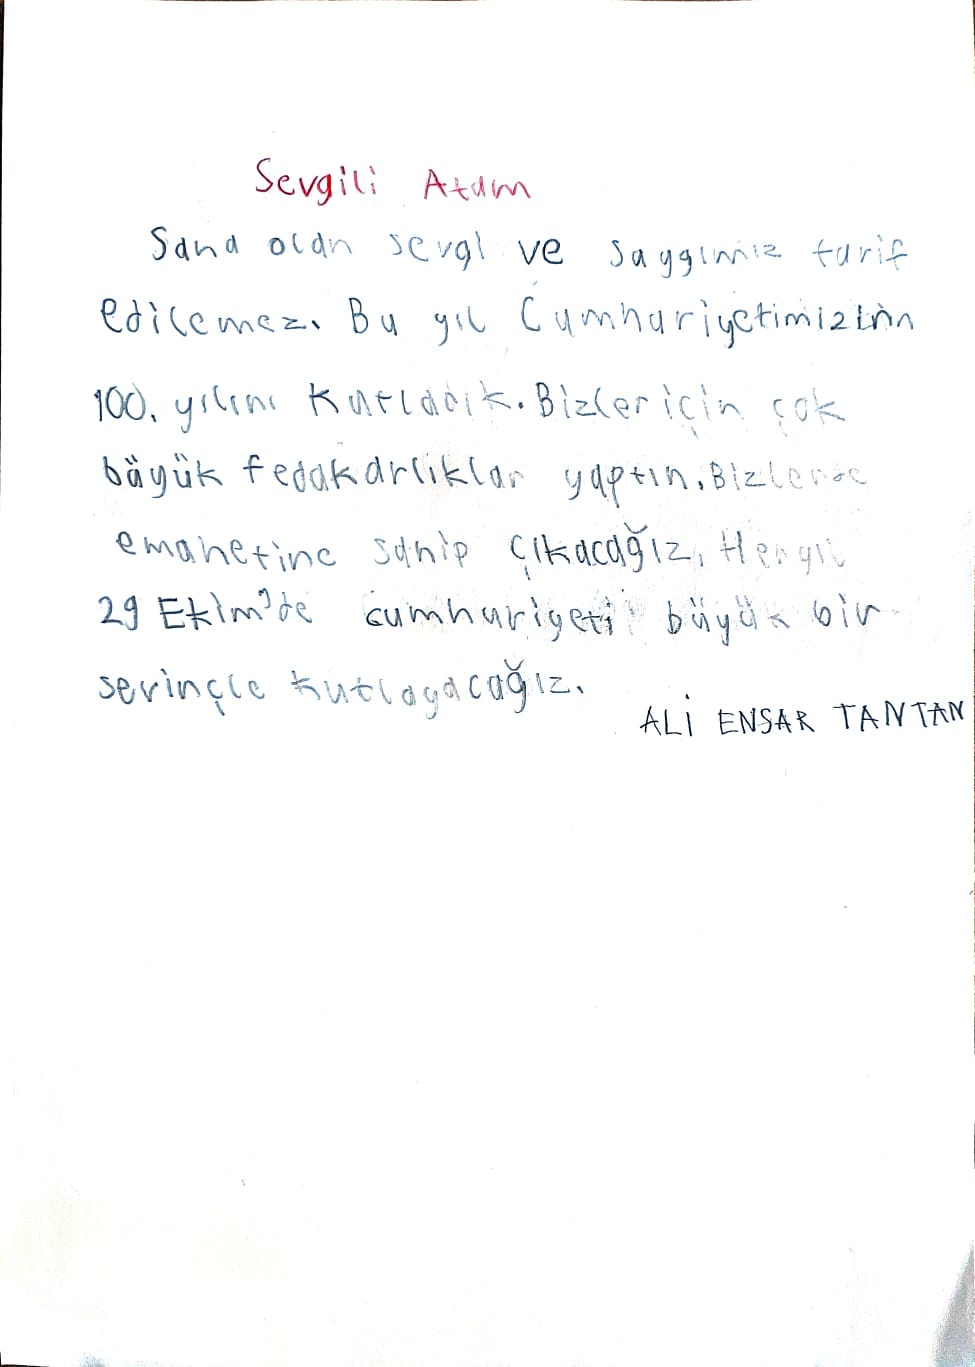 Sevgili Atam
Sana olan sevgi ve saygımız tarif
edilemez. Bu yıl Cumhuriyetimizin
100. yılını kutladık. Bizler için çok
büyük fedakarlıklar yaptın. Bizlerde
emanetine sahip çıkacağız. Her yıl
29 Ekim'de cumhuriyeti büyük bir
sevinçle kutlayacağız.
ALİ ENSAR TANTAN